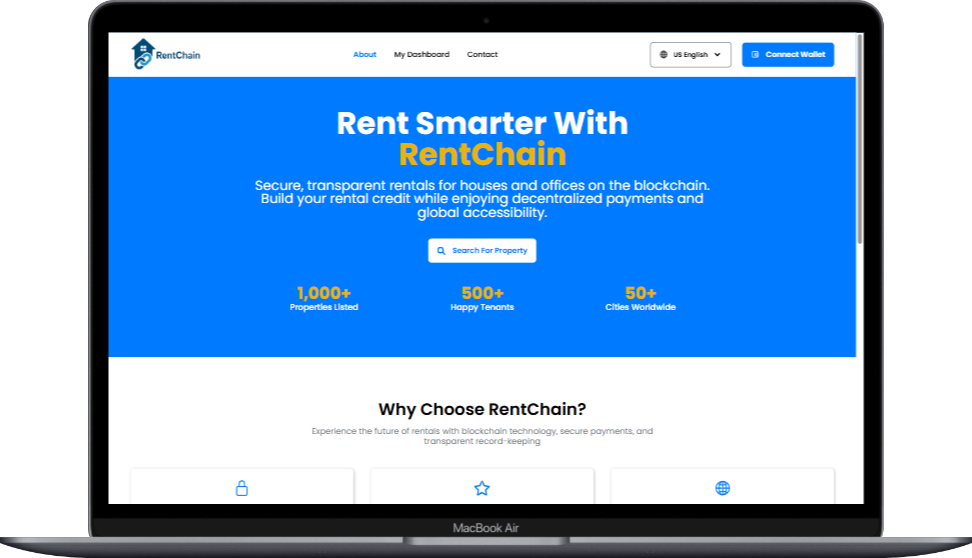 RentChain
About
My Dashboard
Contact
US English
Connect Wallet
Rent Smarter With
RentChain
Secure, transparent rentals for houses and offices on the blockchain.
Build your rental credit while enjoying decentralized payments and
global accessibility.
Search For Property
1,000+
Properties Listed
500+
Happy Tenants
50+
Cities Worldwide
Why Choose RentChain?
Experience the future of rentals with blockchain technology, secure payments, and
transparent record-keeping
MacBook Air